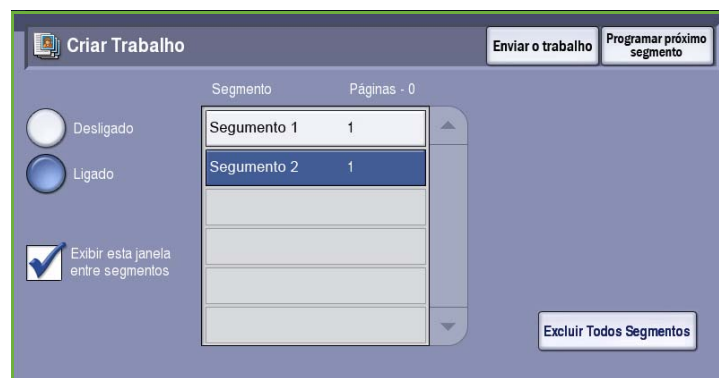 Criar Trabalho
Enviar o trabalho
Programar próximo
segmento
Segmento Páginas - 0
Desligado
Segumento 1 1
Ligado
Segumento 2 1
Exibir esta janela
entre segmentos
Excluir Todos Segmentos